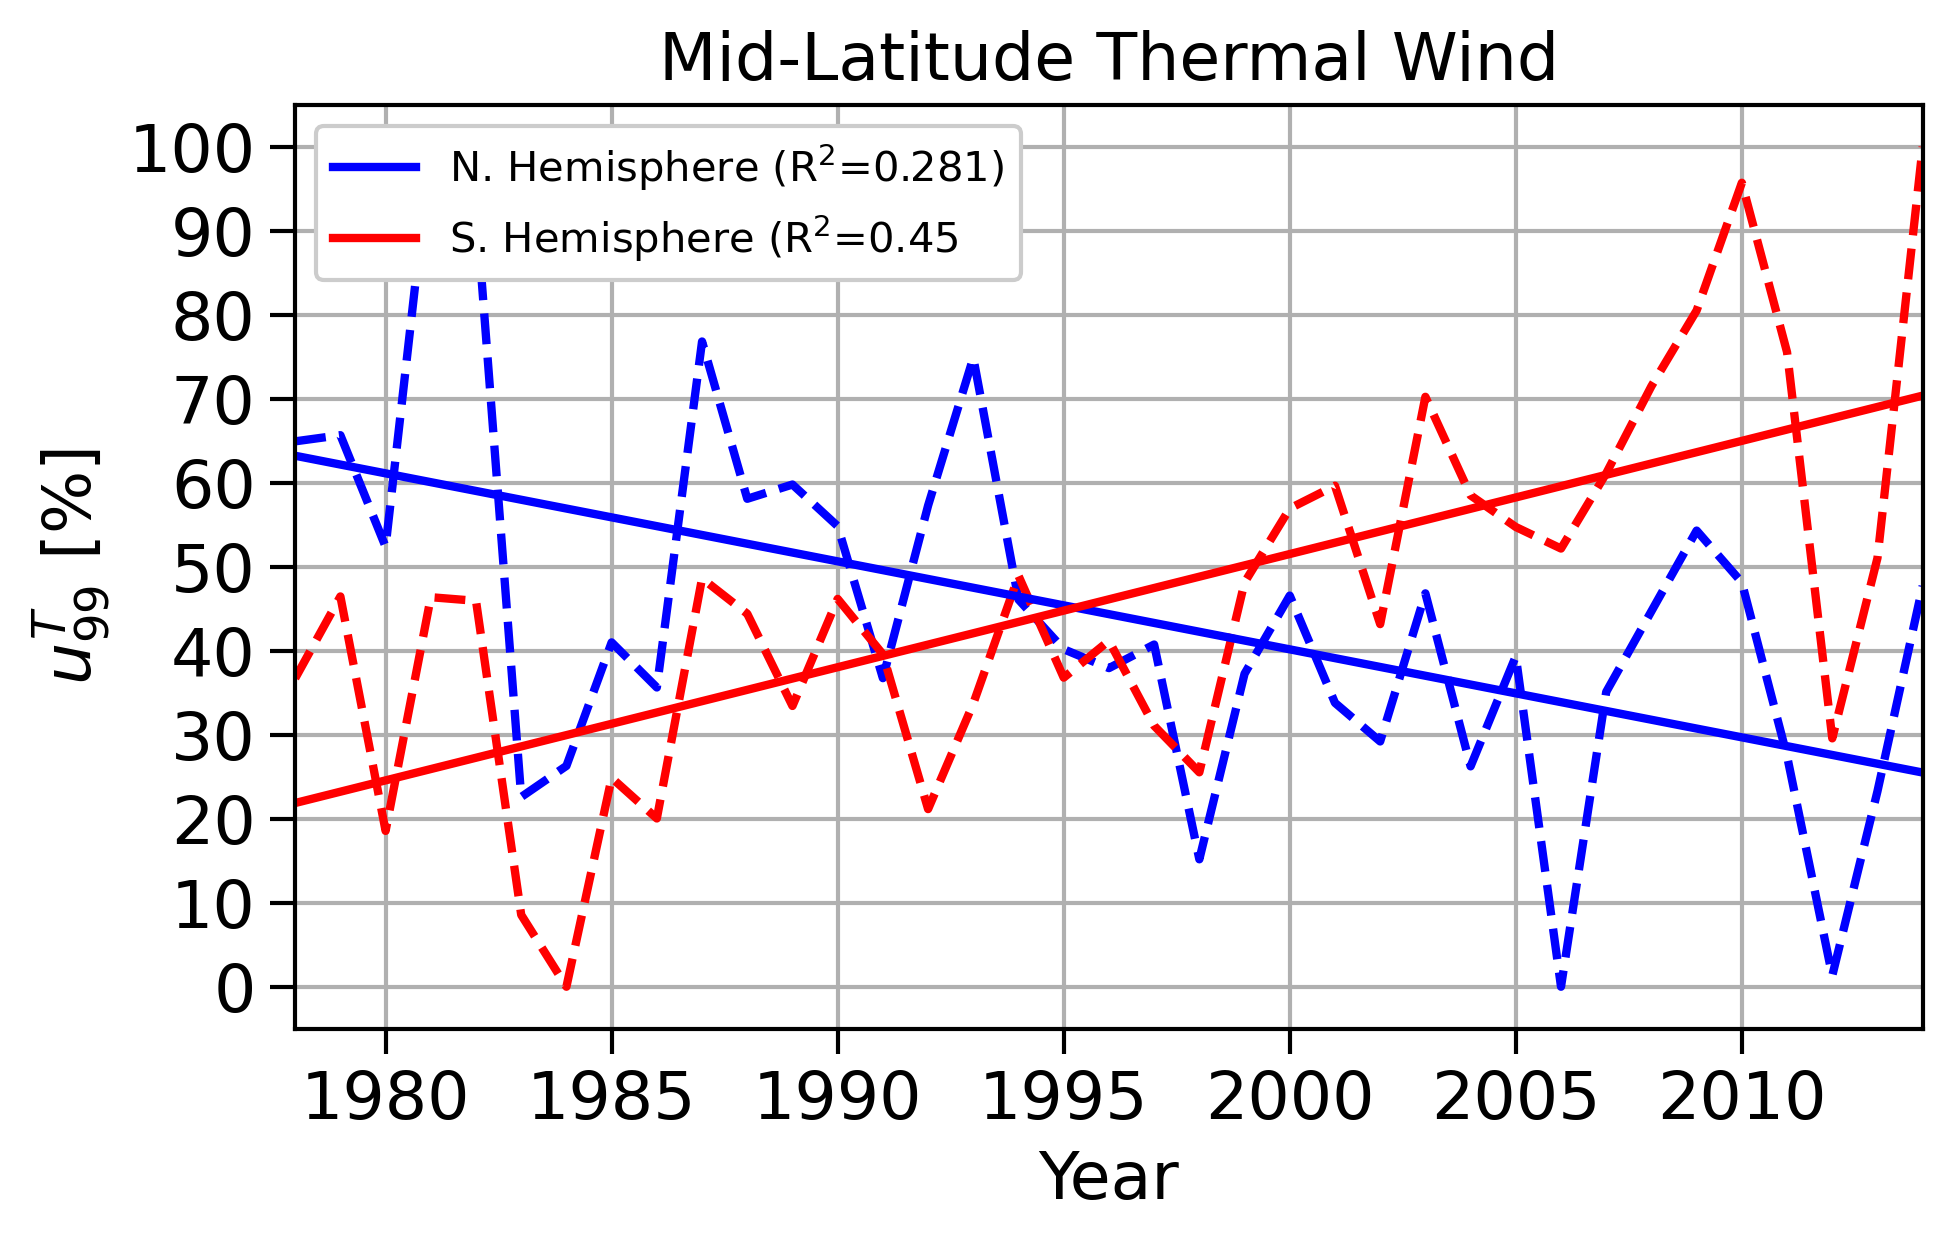 Mid-Latitude Thermal Wind
N. Hemisphere (R²=0.281)
S. Hemisphere (R²=0.45
100
90
80
70
60
50
40
30
20
10
0
u^T_99 [%]
1980 1985 1990 1995 2000 2005 2010
Year